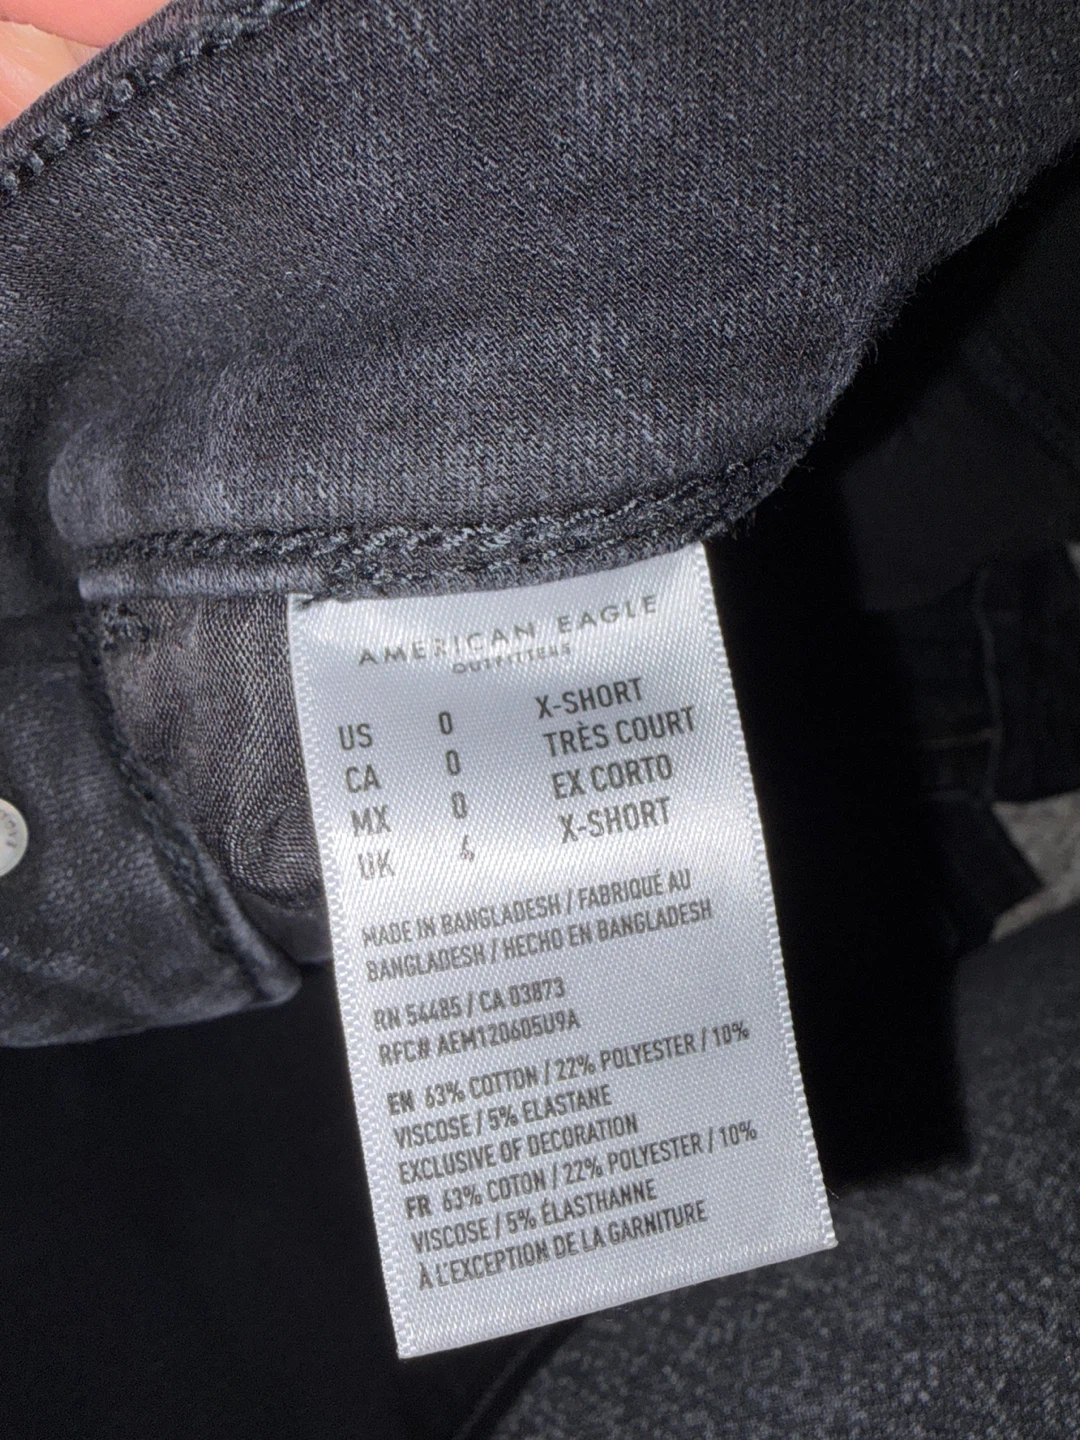 AMERICAN EAGLE
OUTFITTERS
US 0 X-SHORT
CA 0 TRÈS COURT
MX 0 EX CORTO
UK 4 X-SHORT
MADE IN BANGLADESH / FABRIQUÉ AU
BANGLADESH / HECHO EN BANGLADESH
RN 54485 / CA 03873
RFC# AEM120605U9A
EN 63% COTTON / 22% POLYESTER / 10%
VISCOSE / 5% ELASTANE
EXCLUSIVE OF DECORATION
FR 63% COTON / 22% POLYESTER / 10%
VISCOSE / 5% ÉLASTHANNE
À L'EXCEPTION DE LA GARNITURE